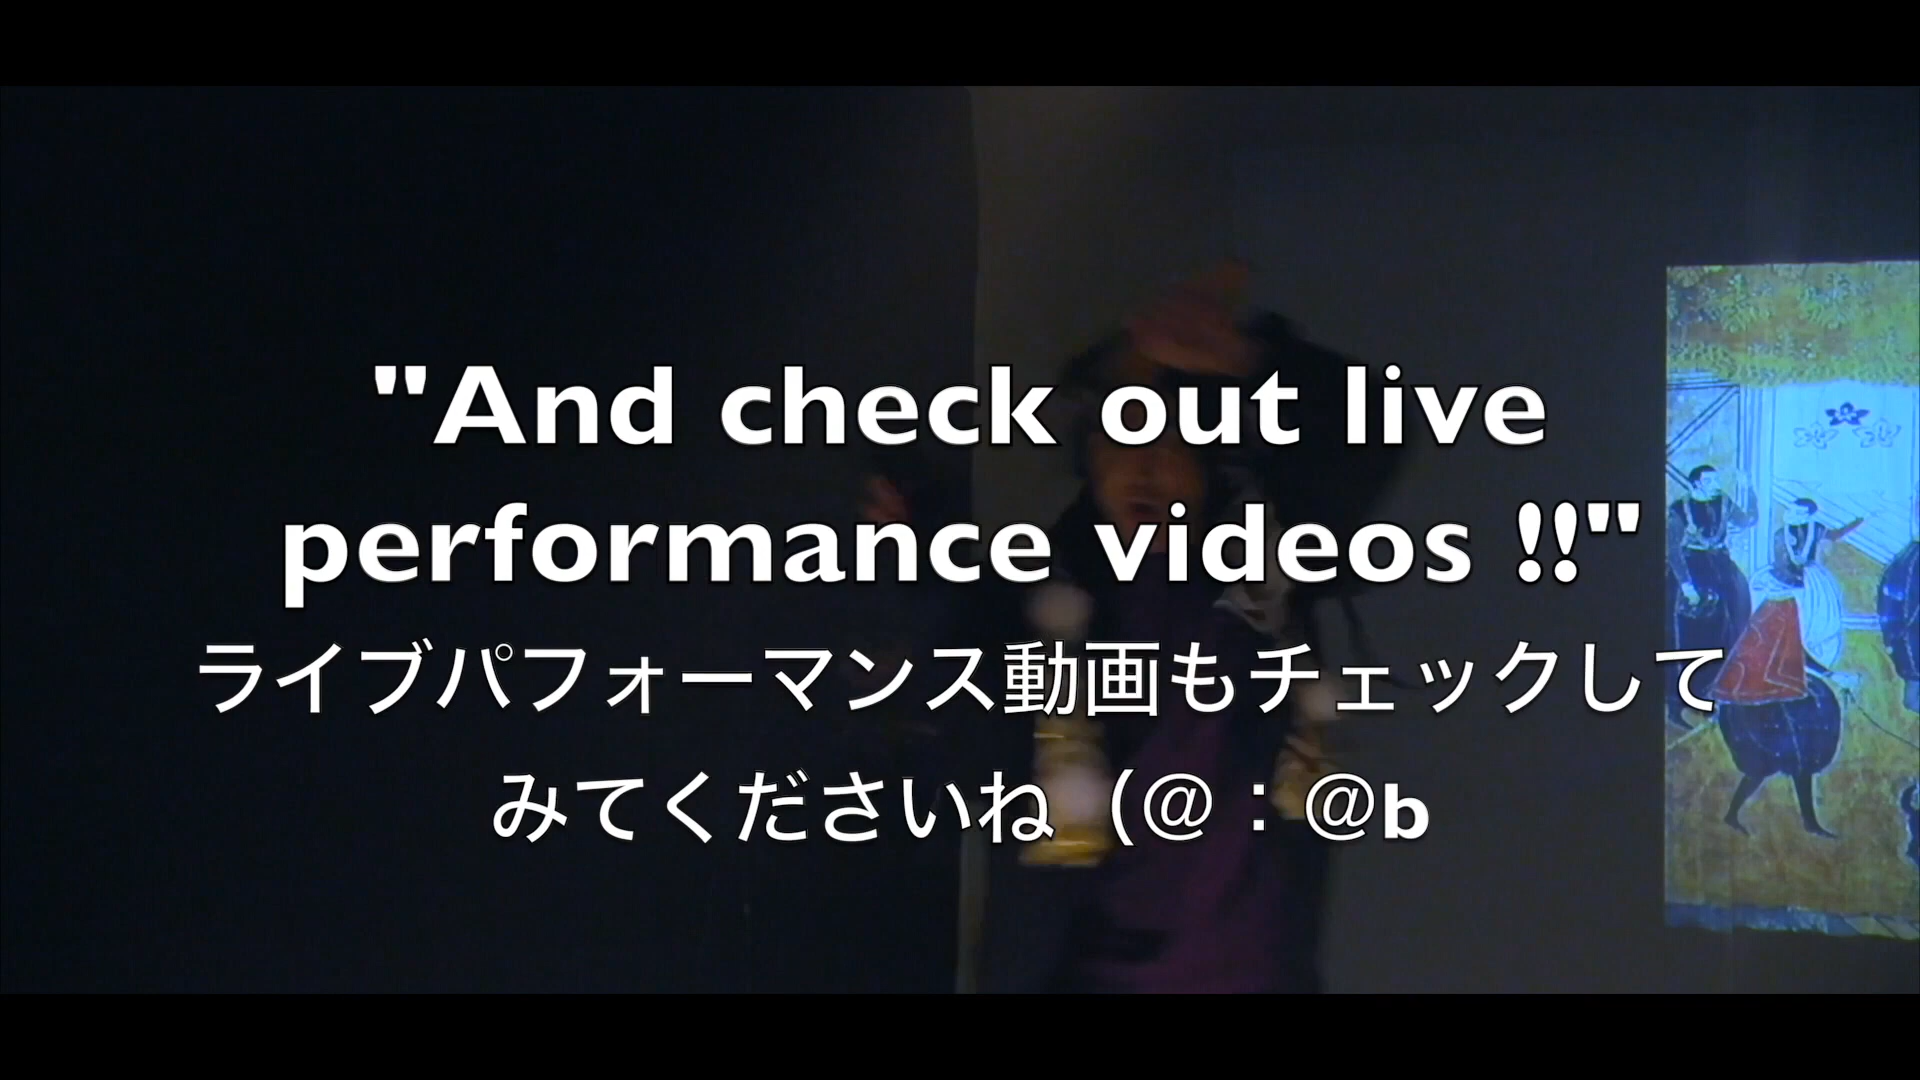 "And check out live
performance videos !!"
ライブパフォーマンス動画もチェックして
みてくださいね（@：@b